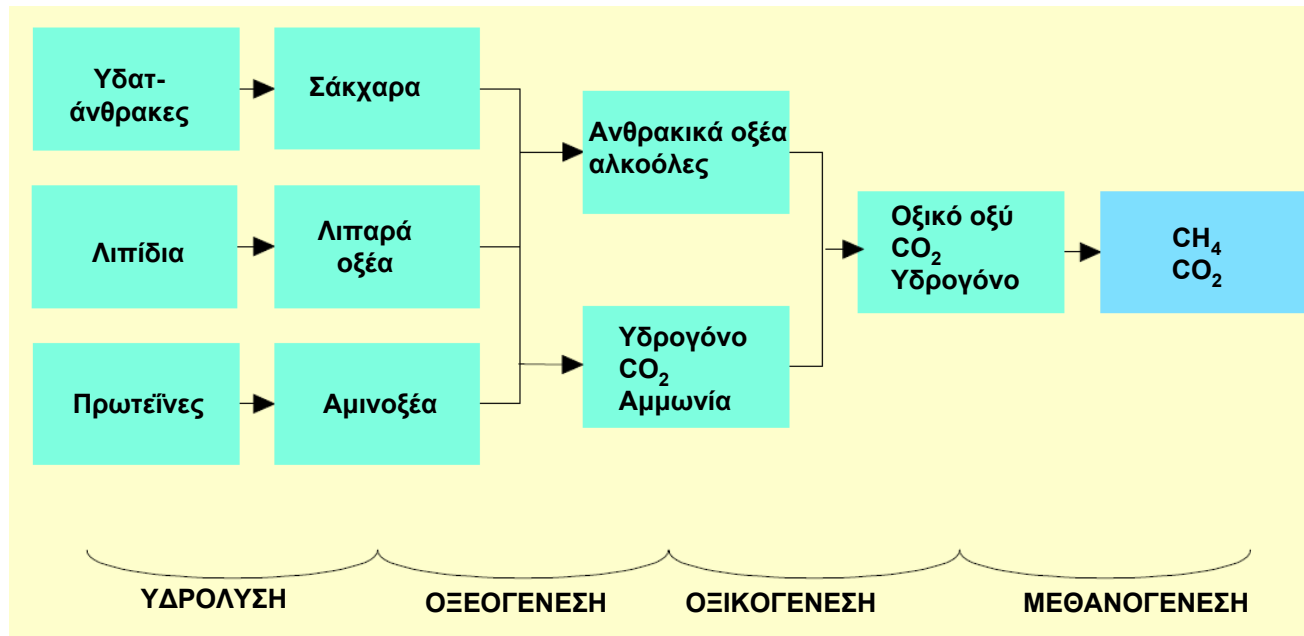 Υδατ-
άνθρακες
Σάκχαρα
Λιπίδια
Λιπαρά
οξέα
Πρωτεΐνες
Αμινοξέα
Ανθρακικά οξέα
αλκοόλες
Υδρογόνο
CO₂
Αμμωνία
Οξικό οξύ
CO₂
Υδρογόνο
CH₄
CO₂
ΥΔΡΟΛΥΣΗ
ΟΞΕΟΓΕΝΕΣΗ
ΟΞΙΚΟΓΕΝΕΣΗ
ΜΕΘΑΝΟΓΕΝΕΣΗ